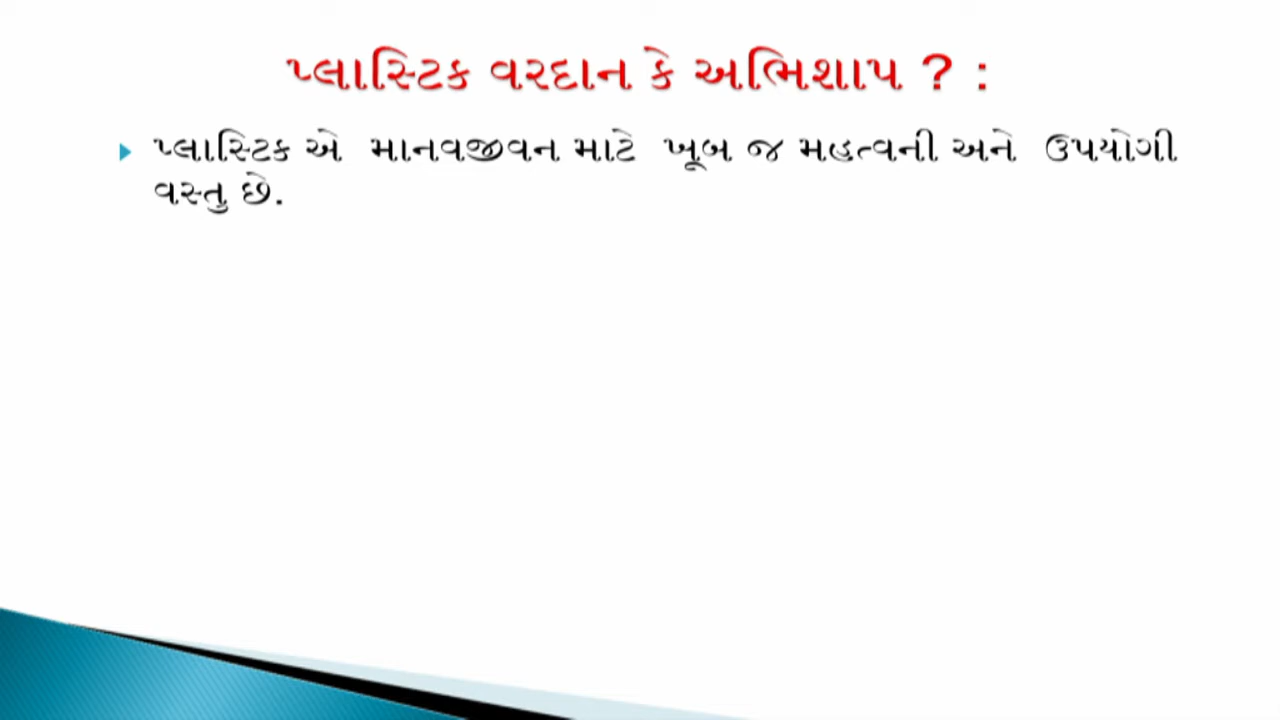 પ્લાસ્ટિક વરદાન કે અભિશાપ ? :
પ્લાસ્ટિક એ માનવજીવન માટે ખૂબ જ મહત્વની અને ઉપયોગી
વસ્તુ છે.